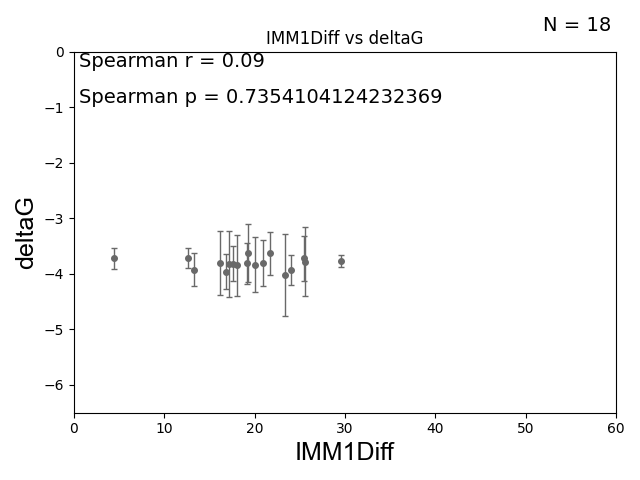 N = 18
IMM1Diff vs deltaG
Spearman r = 0.09
Spearman p = 0.7354104124232369
0
−1
−2
−3
−4
−5
−6
deltaG
0 10 20 30 40 50 60
IMM1Diff